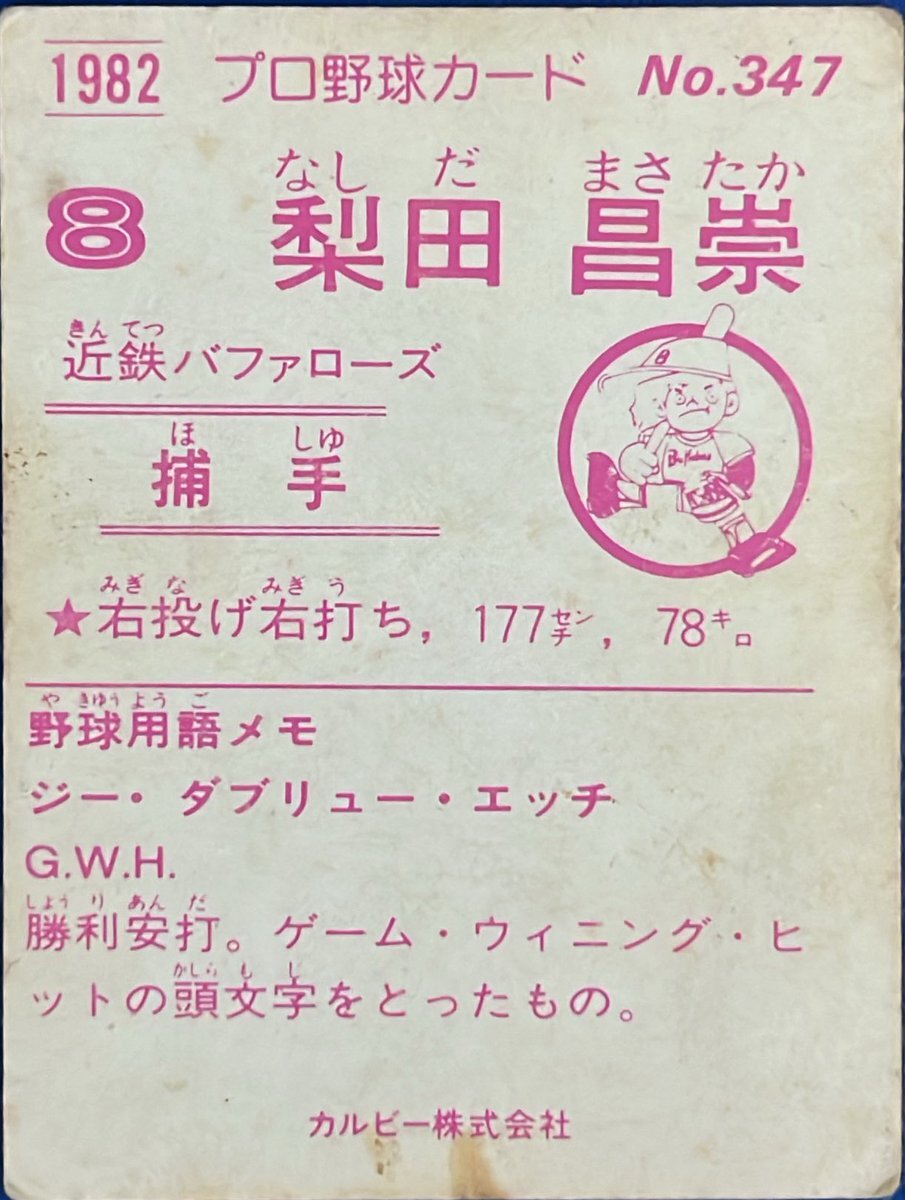 1982 プロ野球カード No.347
なしだ まさたか
8 梨田 昌崇
きんてつ
近鉄バファローズ
ほしゅ
捕手
みぎな みぎう
★右投げ右打ち, 177センチ, 78キロ。
やきゅうようご
野球用語メモ
ジー・ダブリュー・エッチ
G.W.H.
しょうりあんだ
勝利安打。ゲーム・ウィニング・ヒ
かしらもじ
ットの頭文字をとったもの。
カルビー株式会社